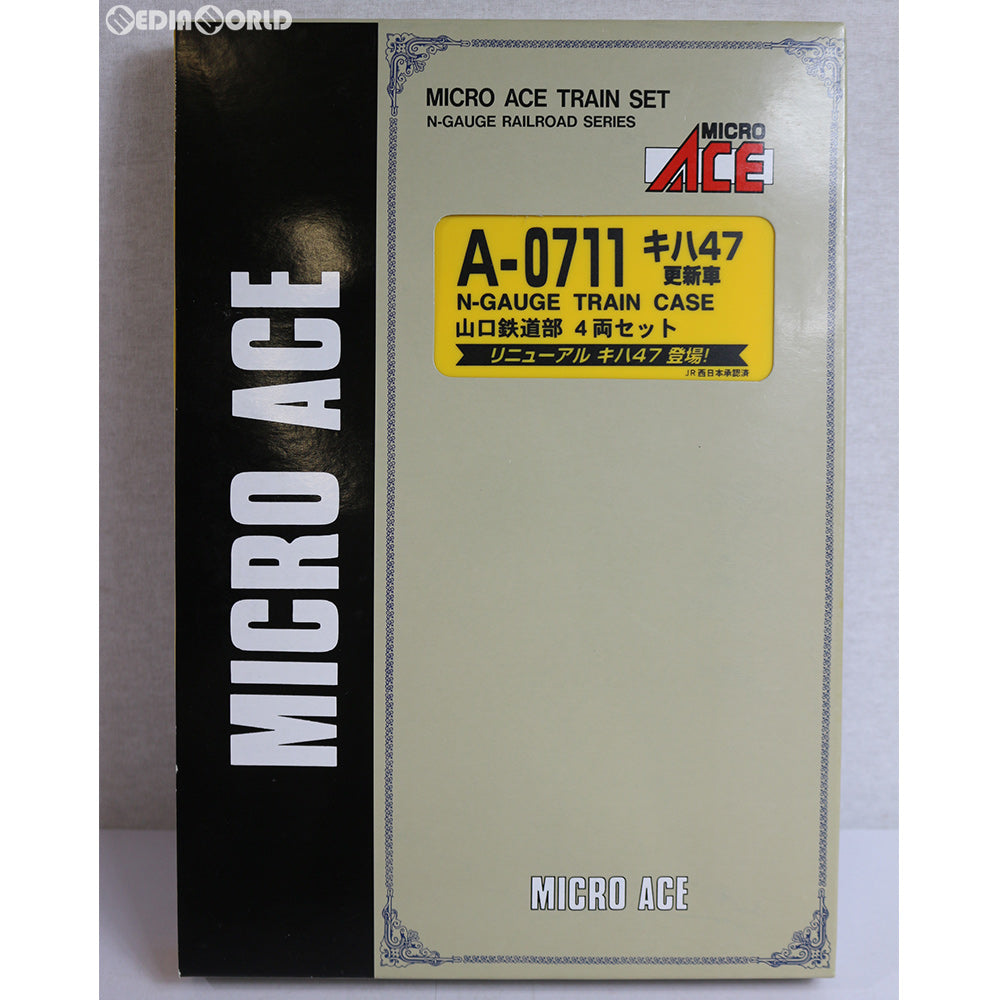 MEDIAWORLD
MICRO ACE
MICRO ACE TRAIN SET
N-GAUGE RAILROAD SERIES
MICRO
ACE
A-0711 キハ47
更新車
N-GAUGE TRAIN CASE
山口鉄道部 4両セット
リニューアル キハ47 登場!
JR西日本承認済
MICRO ACE